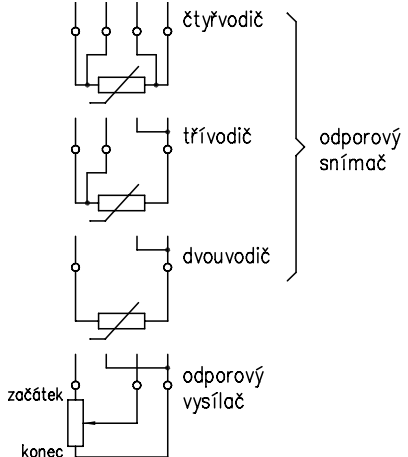 čtyřvodič
třívodič
odporový
snímač
dvouvodič
odporový
vysílač
začátek
konec